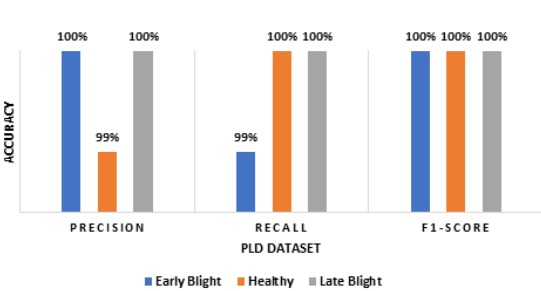 100% 100% 100% 100% 100% 100% 100%
99% 99%
ACCURACY
PRECISION RECALL F1-SCORE
PLD DATASET
Early Blight Healthy Late Blight